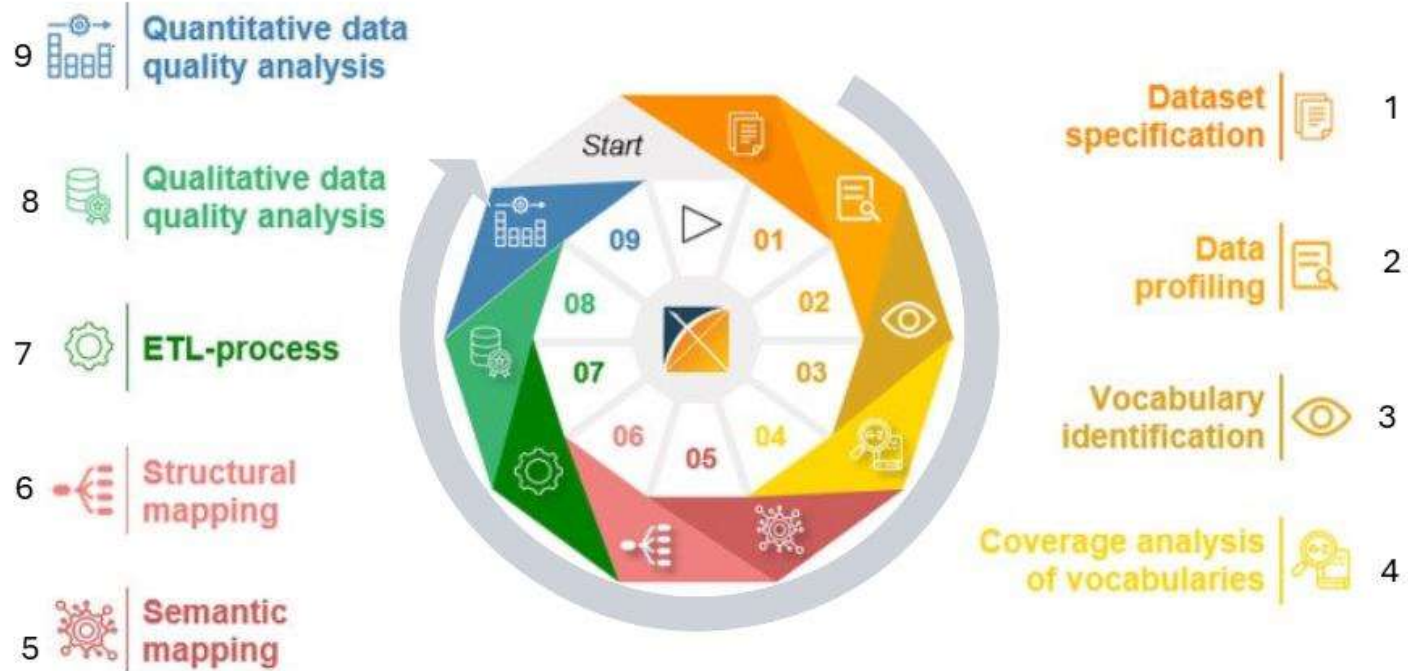 9
Quantitative data
quality analysis
8
Qualitative data
quality analysis
7
ETL-process
6
Structural
mapping
5
Semantic
mapping
Start
01
02
03
04
05
06
07
08
09
Dataset
specification
1
Data
profiling
2
Vocabulary
identification
3
Coverage analysis
of vocabularies
4